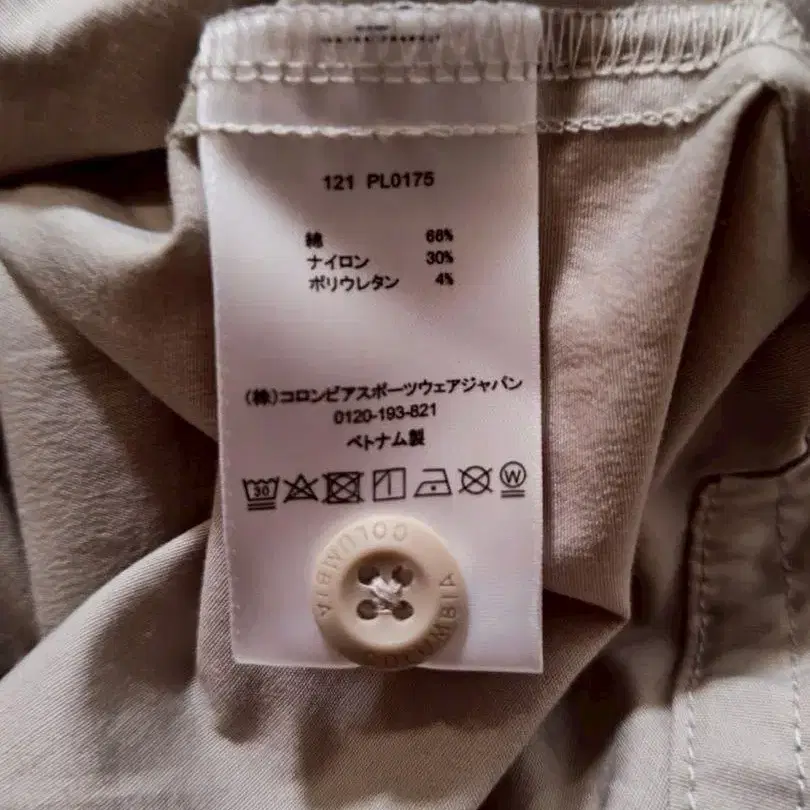 121 PL0175
綿 66%
ナイロン 30%
ポリウレタン 4%
(株)コロンビアスポーツウェアジャパン
0120-193-821
ベトナム製
30
W
COLUMBIA
COLUMBIA